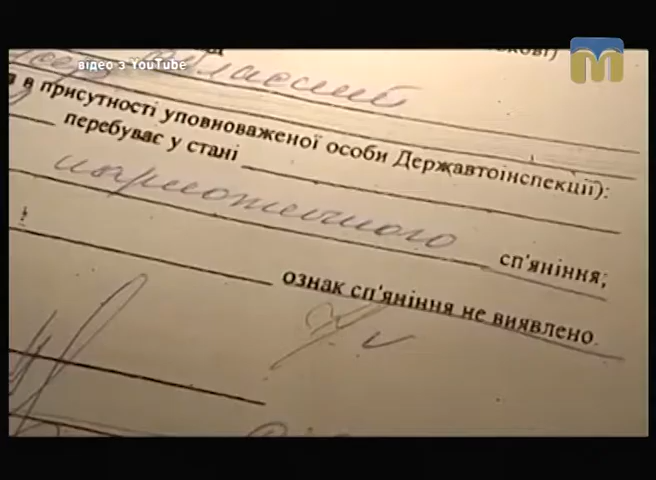 відео з YouTube
в присутності уповноваженої особи Державтоінспекції):
перебуває у стані
наркотичного сп'яніння;
ознак сп'яніння не виявлено.